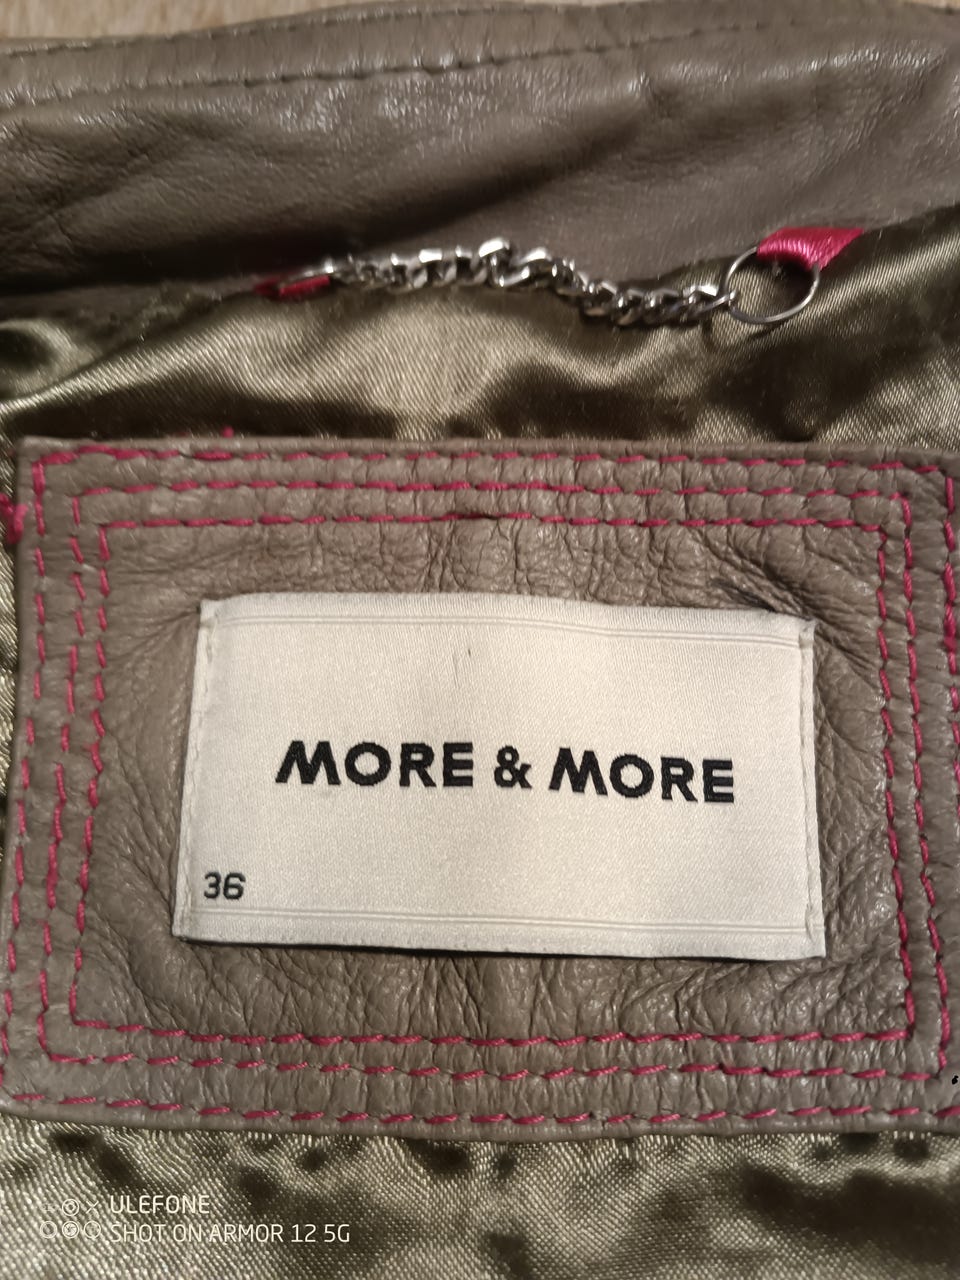 MORE & MORE
36
ULEFONE
SHOT ON ARMOR 12 5G